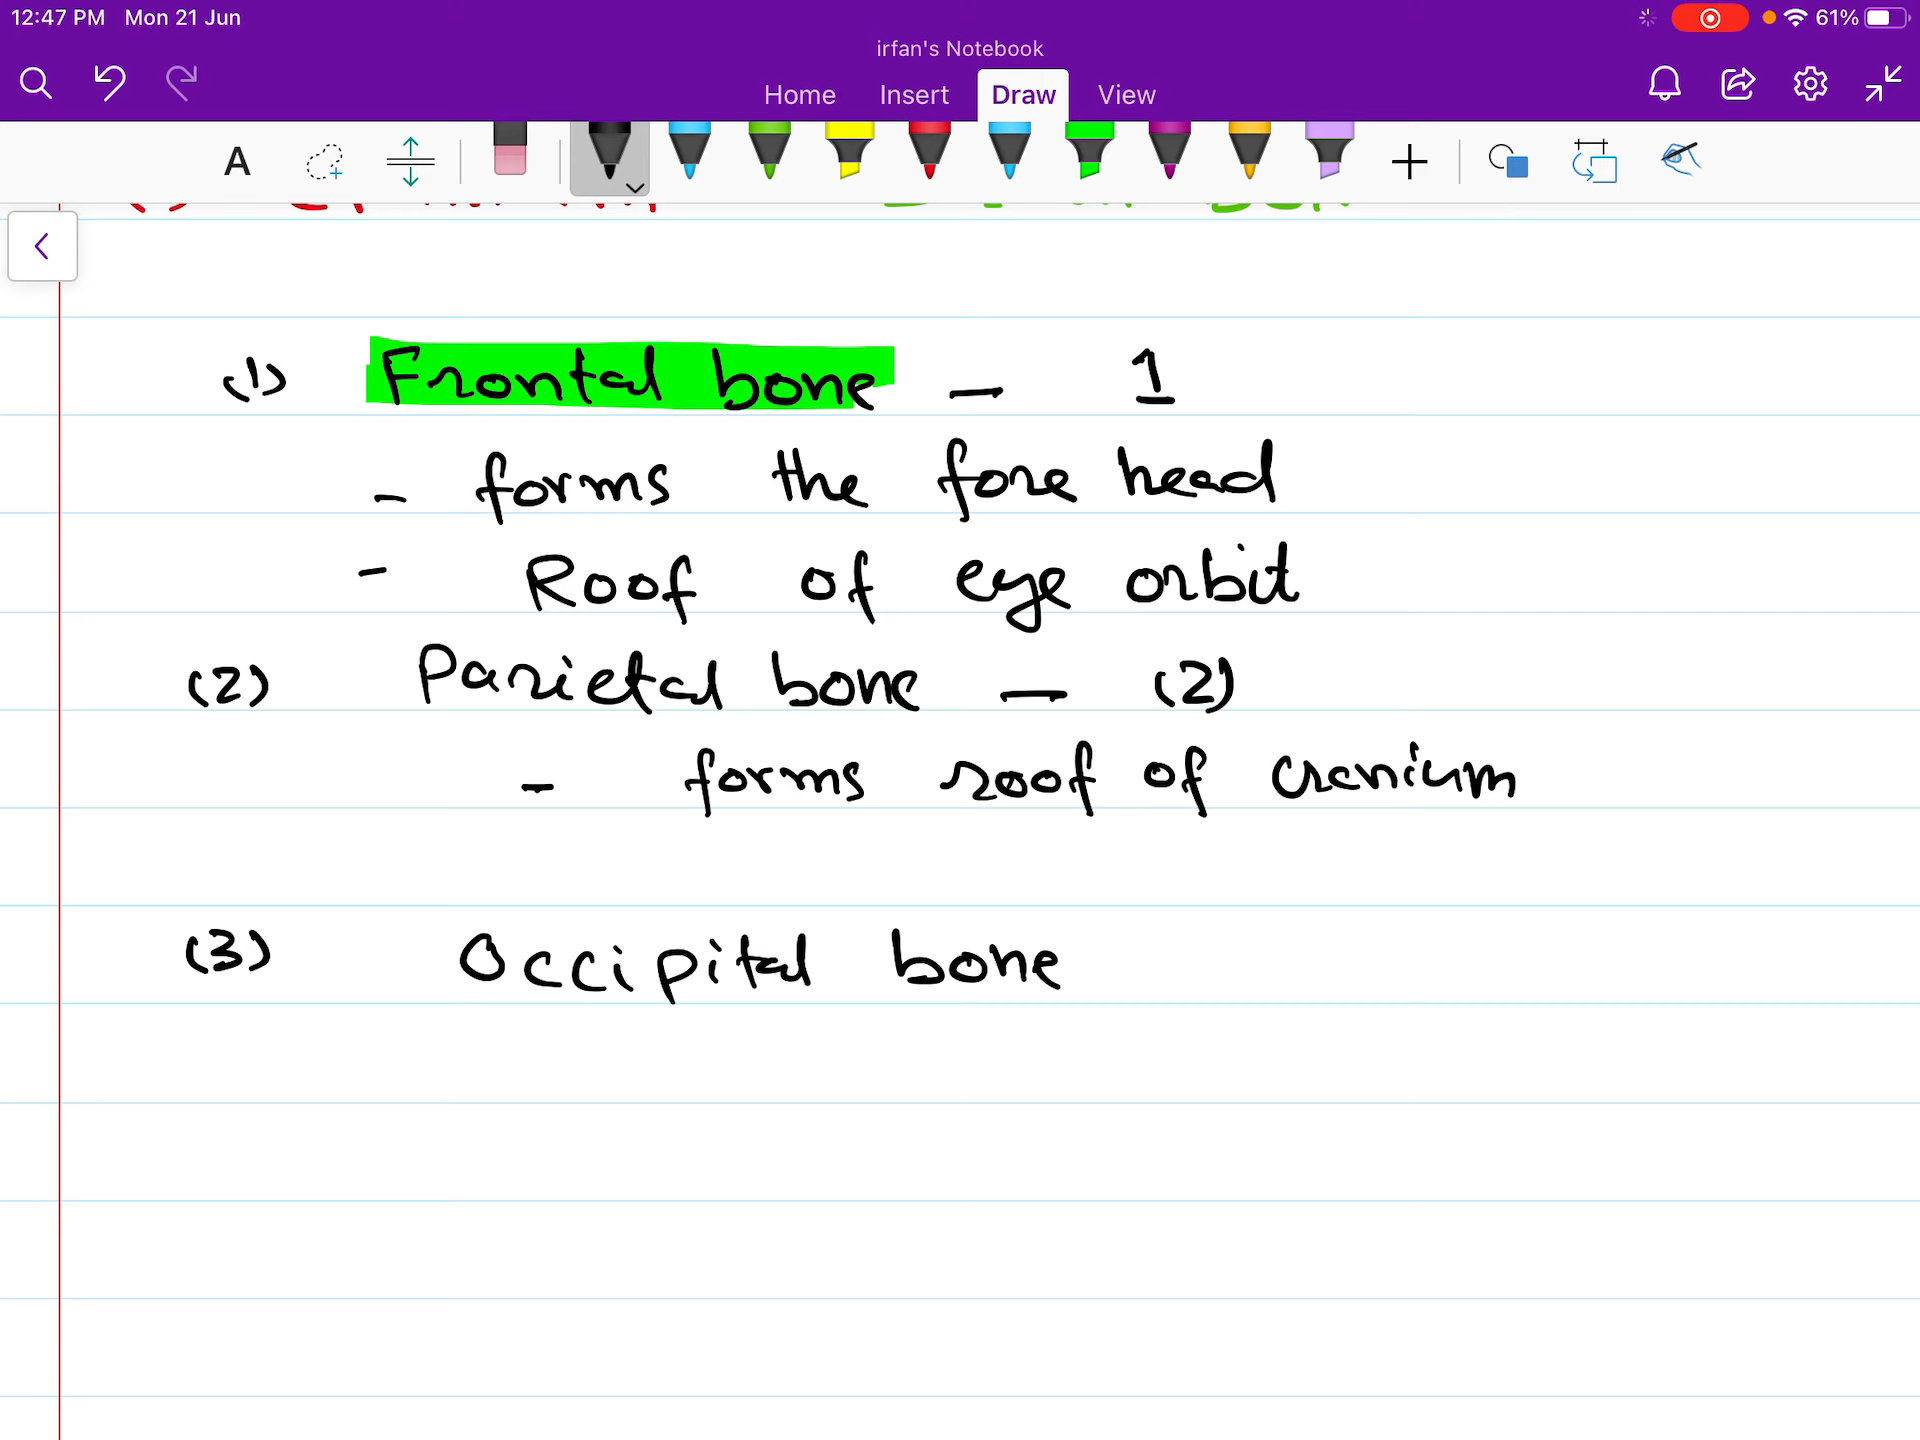 12:47 PM Mon 21 Jun 61%
irfan's Notebook
Home Insert Draw View
A
(1) Frontal bone - 1
- forms the fore head
- Roof of eye orbit
(2) Parietal bone - (2)
- forms roof of cranium
(3) Occipital bone